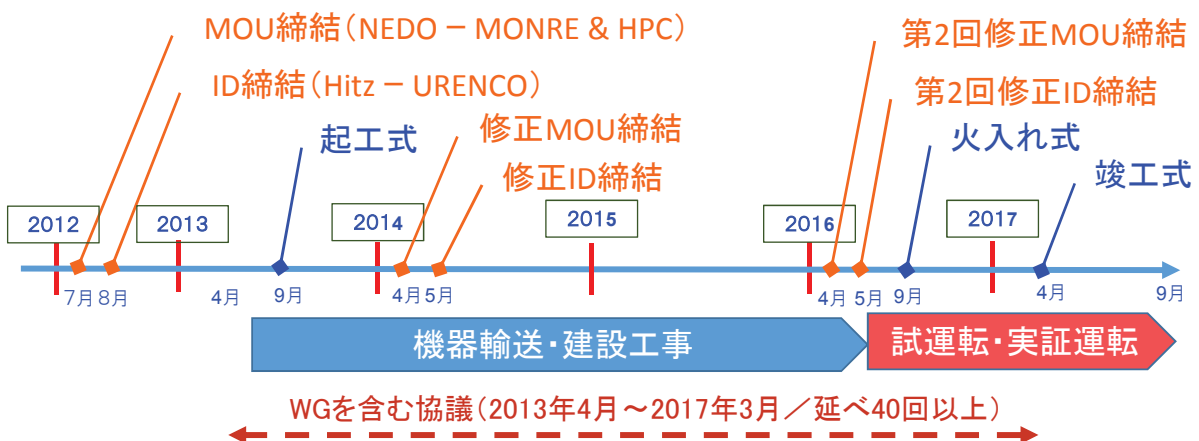 MOU締結(NEDO – MONRE & HPC)
ID締結(Hitz – URENCO)
起工式
修正MOU締結
修正ID締結
第2回修正MOU締結
第2回修正ID締結
火入れ式
竣工式
2012
2013
2014
2015
2016
2017
7月
8月
4月
9月
4月
5月
4月
5月
9月
4月
9月
機器輸送・建設工事
試運転・実証運転
WGを含む協議(2013年4月～2017年3月／延べ40回以上)